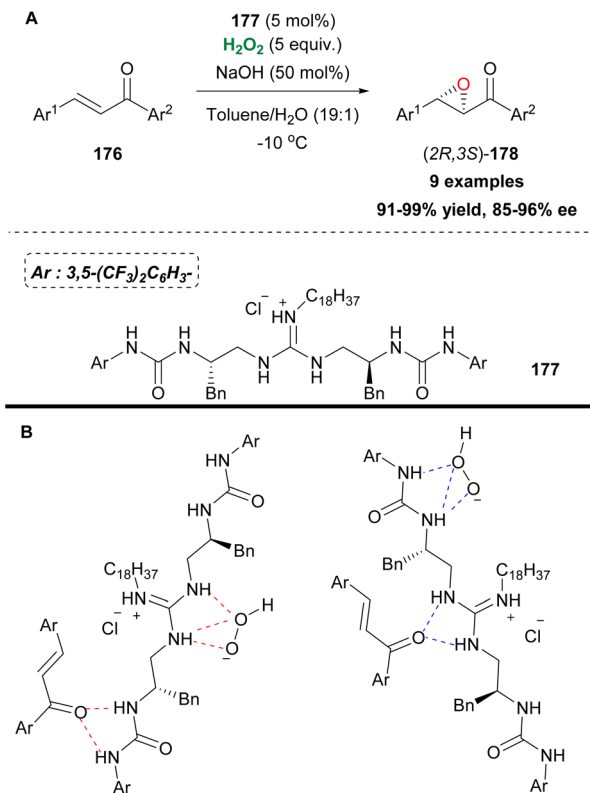 A
177 (5 mol%)
H2O2 (5 equiv.)
NaOH (50 mol%)
Toluene/H2O (19:1)
-10 °C
O
Ar1
Ar2
176
O
O
Ar1
Ar2
(2R,3S)-178
9 examples
91-99% yield, 85-96% ee
Ar : 3,5-(CF3)2C6H3-
Cl−
+
HN
C18H37
H
N
H
N
H
N
H
N
Ar
O
Bn
N
H
N
H
Bn
O
Ar
177
B
Ar
HN
O
NH
Bn
C18H37
HN
+
Cl−
NH
NH
O
H
O
−
Ar
O
Ar
Bn
HN
HN
O
Ar
H
O
O
−
Ar
NH
O
NH
Bn
Ar
O
Ar
HN
HN
C18H37
NH
+
Cl−
Bn
NH
O
NH
Ar